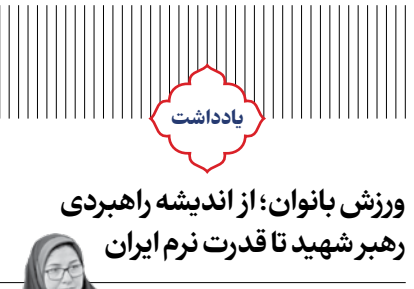 یادداشت
ورزش بانوان؛ از اندیشه راهبردی
رهبر شهید تا قدرت نرم ایران